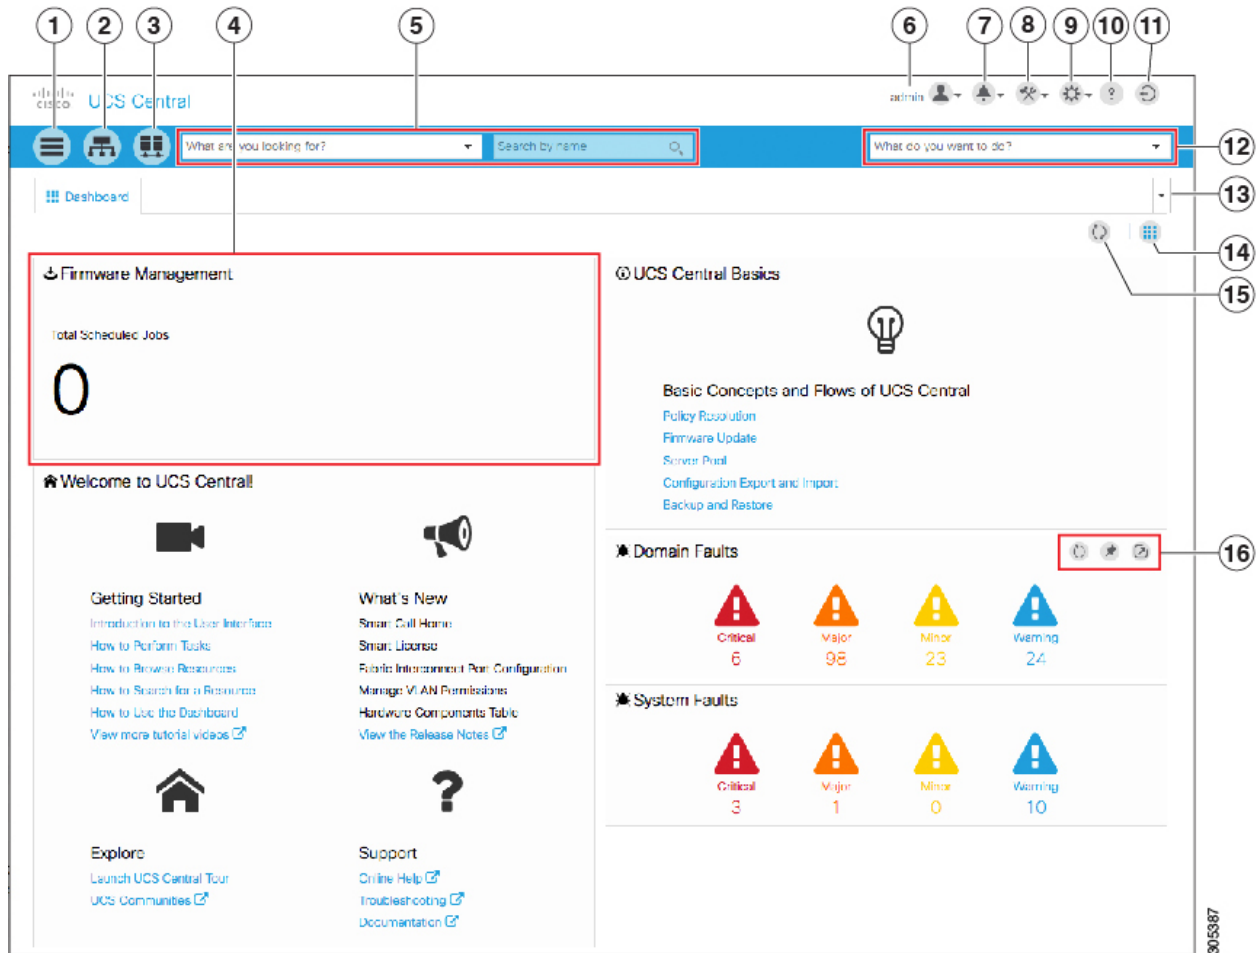 1 2 3 4 5 6 7 8 9 10 11
CISCO UCS Central
admin
What are you looking for?
Search by name
What do you want to do?
12
Dashboard
13
14
15
Firmware Management
Total Scheduled Jobs
0
UCS Central Basics
Basic Concepts and Flows of UCS Central
Policy Resolution
Firmware Update
Server Pool
Configuration Export and Import
Backup and Restore
Welcome to UCS Central!
Getting Started
Introduction to the User Interface
How to Perform Tasks
How to Browse Resources
How to Search for a Resource
How to Use the Dashboard
View more tutorial videos
What's New
Smart Call Home
Smart License
Fabric Interconnect Port Configuration
Manage VLAN Permissions
Hardware Components Table
View the Release Notes
Explore
Launch UCS Central Tour
UCS Communities
Support
Online Help
Troubleshooting
Documentation
Domain Faults
16
Critical Major Minor Warning
6 98 23 24
System Faults
Critical Major Minor Warning
3 1 0 10
305387